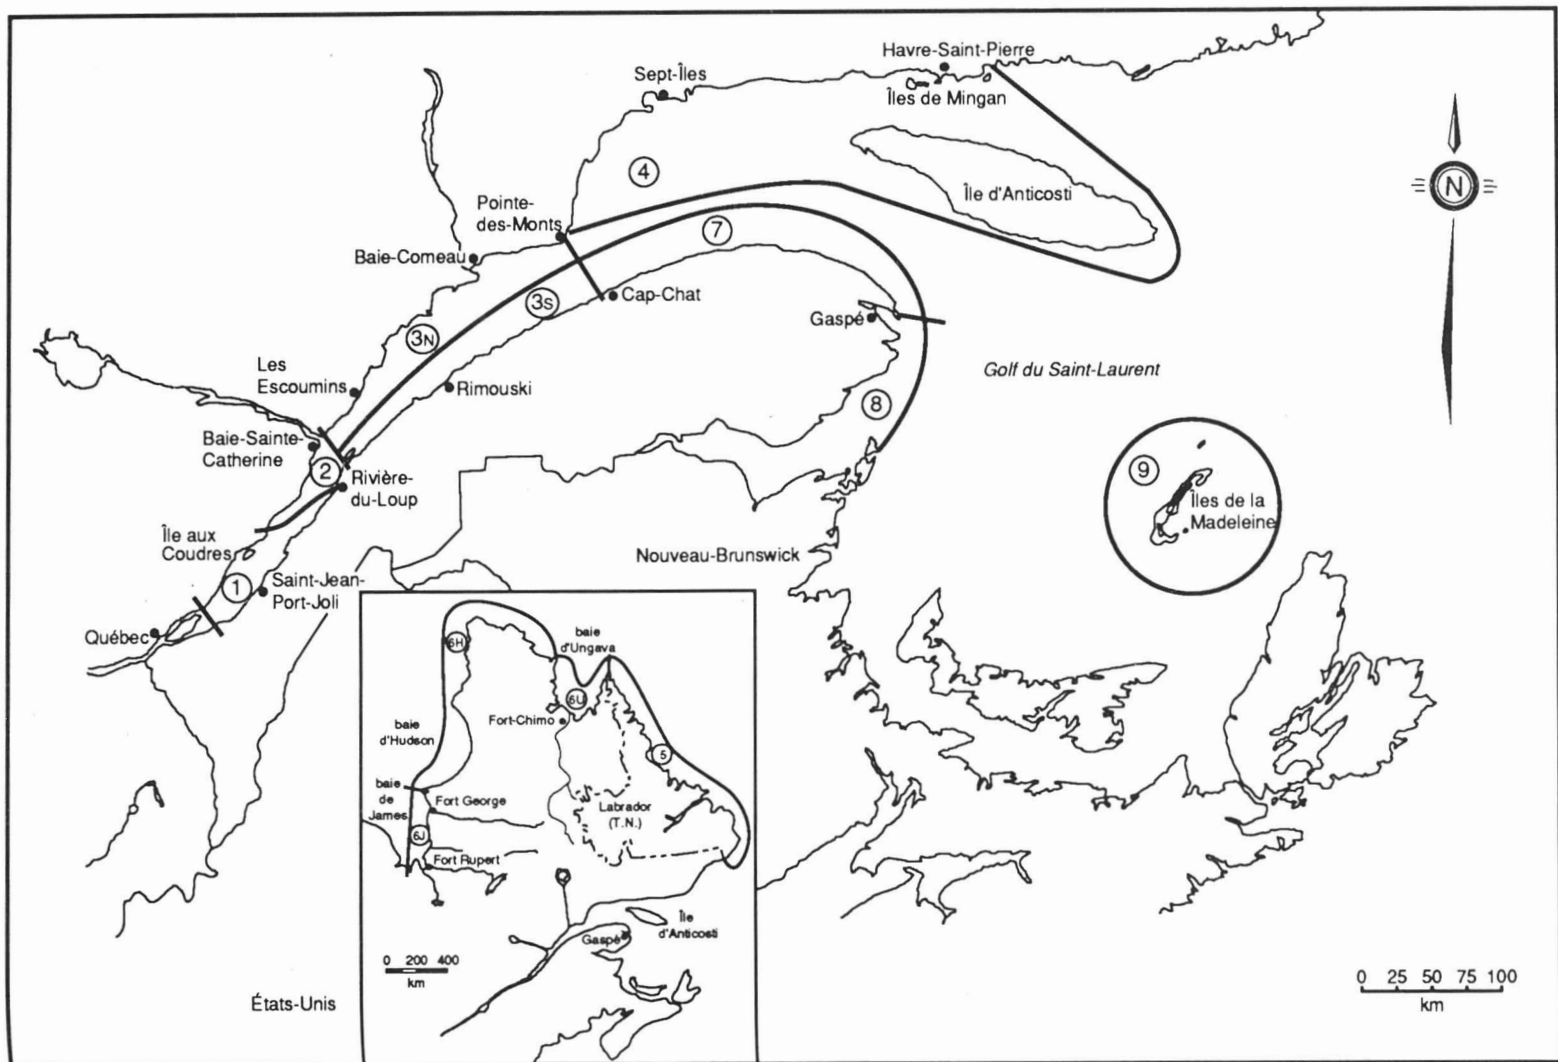 Havre-Saint-Pierre
Sept-Îles
Îles de Mingan
4
Île d'Anticosti
N
Pointe-
des-Monts
7
Baie-Comeau
3S
Cap-Chat
3N
Gaspé
Les
Escoumins
Rimouski
Golf du Saint-Laurent
8
Baie-Sainte-
Catherine
2
Rivière-
du-Loup
9
Îles de la
Madeleine
Île aux
Coudres
Nouveau-Brunswick
1
Saint-Jean-
Port-Joli
Québec
6H
baie
d'Ungava
6U
Fort-Chimo
baie
d'Hudson
5
baie
de
James
Fort George
Labrador
(T.N.)
6J
Fort Rupert
Île
d'Anticosti
Gaspé
0 200 400
km
États-Unis
0 25 50 75 100
km